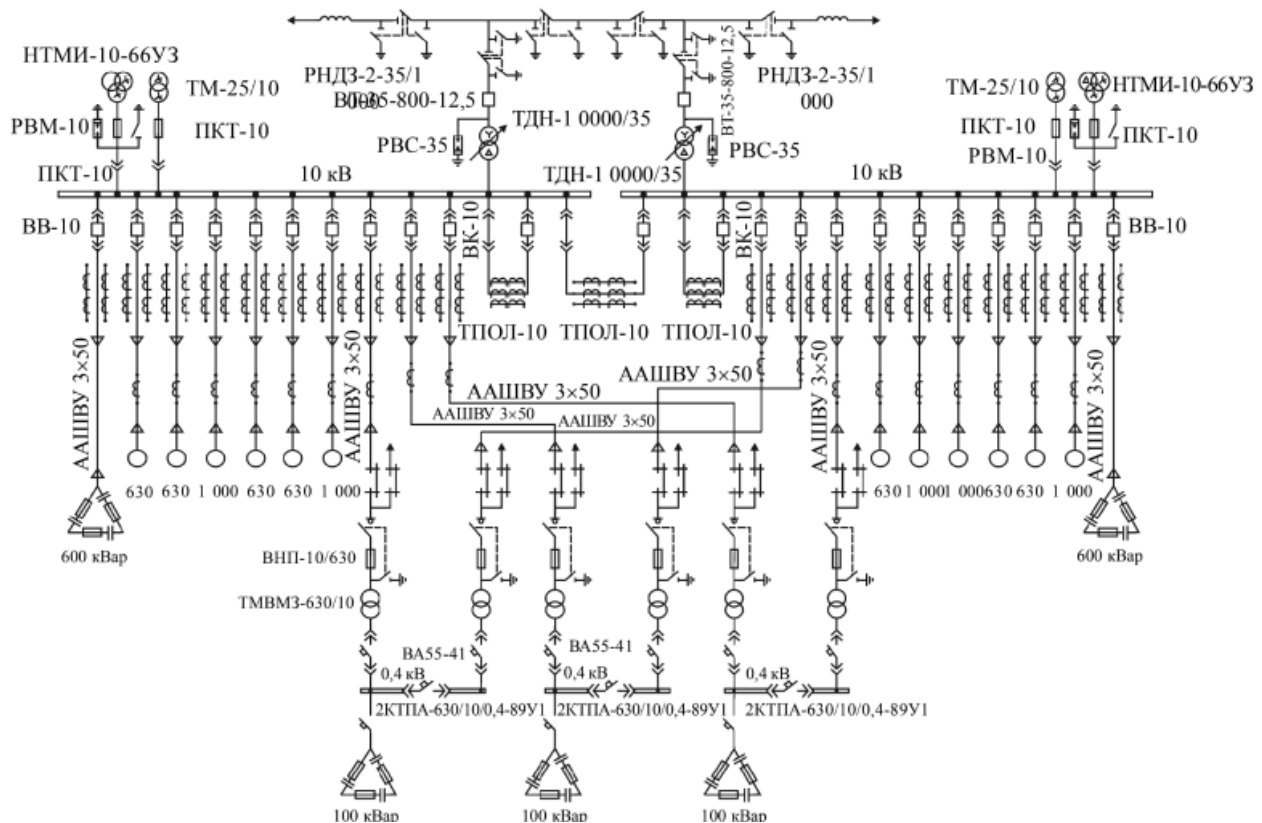 НТМИ-10-66УЗ
ТМ-25/10
РВМ-10
ПКТ-10
ПКТ-10
РНДЗ-2-35/1
000
ВТ-35-800-12,5
РВС-35
ТДН-1 0000/35
ВТ-35-800-12,5
РНДЗ-2-35/1
000
РВС-35
ТДН-1 0000/35
ТМ-25/10
НТМИ-10-66УЗ
ПКТ-10
ПКТ-10
РВМ-10
10 кВ
10 кВ
ВВ-10
ВК-10
ВК-10
ВВ-10
ТПОЛ-10
ТПОЛ-10
ТПОЛ-10
ААШВУ 3×50
ААШВУ 3×50
ААШВУ 3×50
ААШВУ 3×50
ААШВУ 3×50
ААШВУ 3×50
ААШВУ 3×50
ААШВУ 3×50
630
630
1 000
630
630
1 000
630
1 000
1 000
630
630
1 000
600 кВар
600 кВар
ВНП-10/630
ТМВМЗ-630/10
ВА55-41
0,4 кВ
0,4 кВ
0,4 кВ
2КТПА-630/10/0,4-89У1
2КТПА-630/10/0,4-89У1
2КТПА-630/10/0,4-89У1
100 кВар
100 кВар
100 кВар